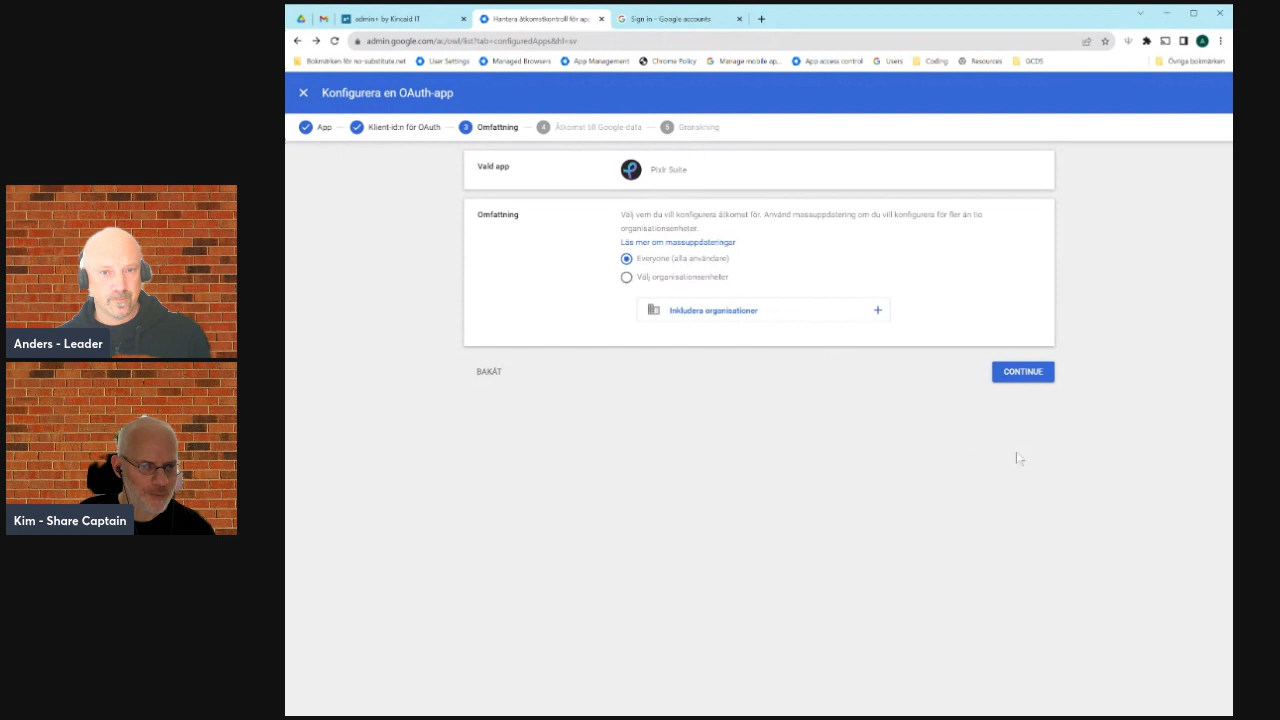 admin+ by Kincaid IT
Hantera åtkomstkontroll för ap
Sign in - Google accounts
admin.google.com/ac/owl/list?tab=configuredApps&hl=sv
Bokmärken för no-substitute.net
User Settings
Managed Browsers
App Management
Chrome Policy
Manage mobile ap...
App access control
Users
Coding
Resources
GCDS
Övriga bokmärken
Konfigurera en OAuth-app
App
Klient-id:n för OAuth
3 Omfattning
4 Åtkomst till Google-data
5 Granskning
Vald app
Pixlr Suite
Omfattning
Välj vem du vill konfigurera åtkomst för. Använd massuppdatering om du vill konfigurera för fler än tio
organisationsenheter.
Läs mer om massuppdateringar
Everyone (alla användare)
Välj organisationsenheter
Inkludera organisationer
BAKÅT
CONTINUE
Anders - Leader
Kim - Share Captain